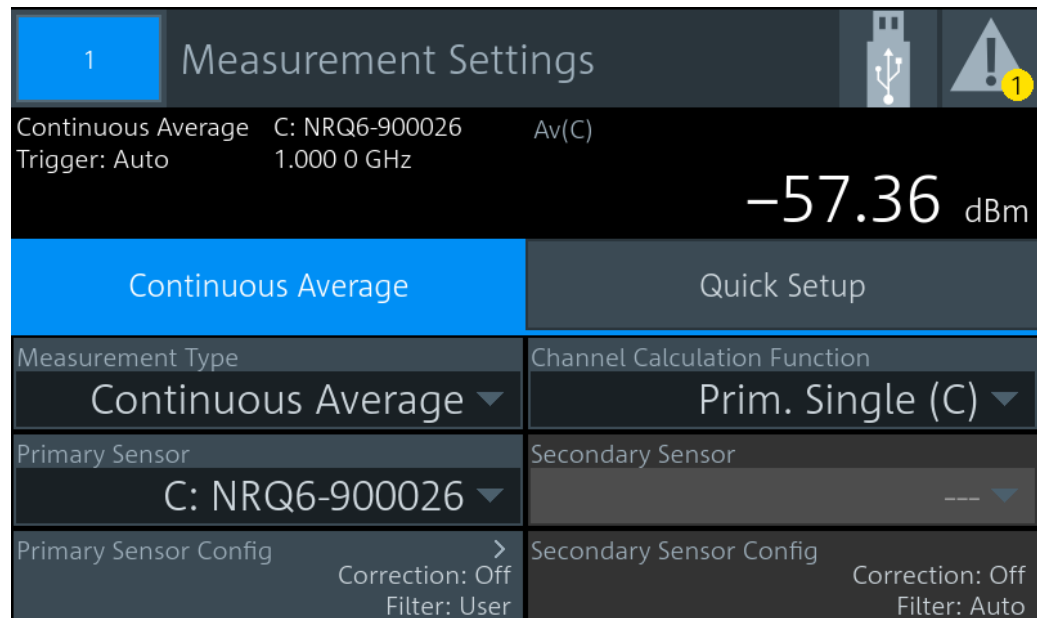 1
Measurement Settings
1
Continuous Average C: NRQ6-900026 Av(C)
Trigger: Auto 1.000 0 GHz
−57.36 dBm
Continuous Average
Quick Setup
Measurement Type
Continuous Average
Channel Calculation Function
Prim. Single (C)
Primary Sensor
C: NRQ6-900026
Secondary Sensor
---
Primary Sensor Config
Correction: Off
Filter: User
Secondary Sensor Config
Correction: Off
Filter: Auto